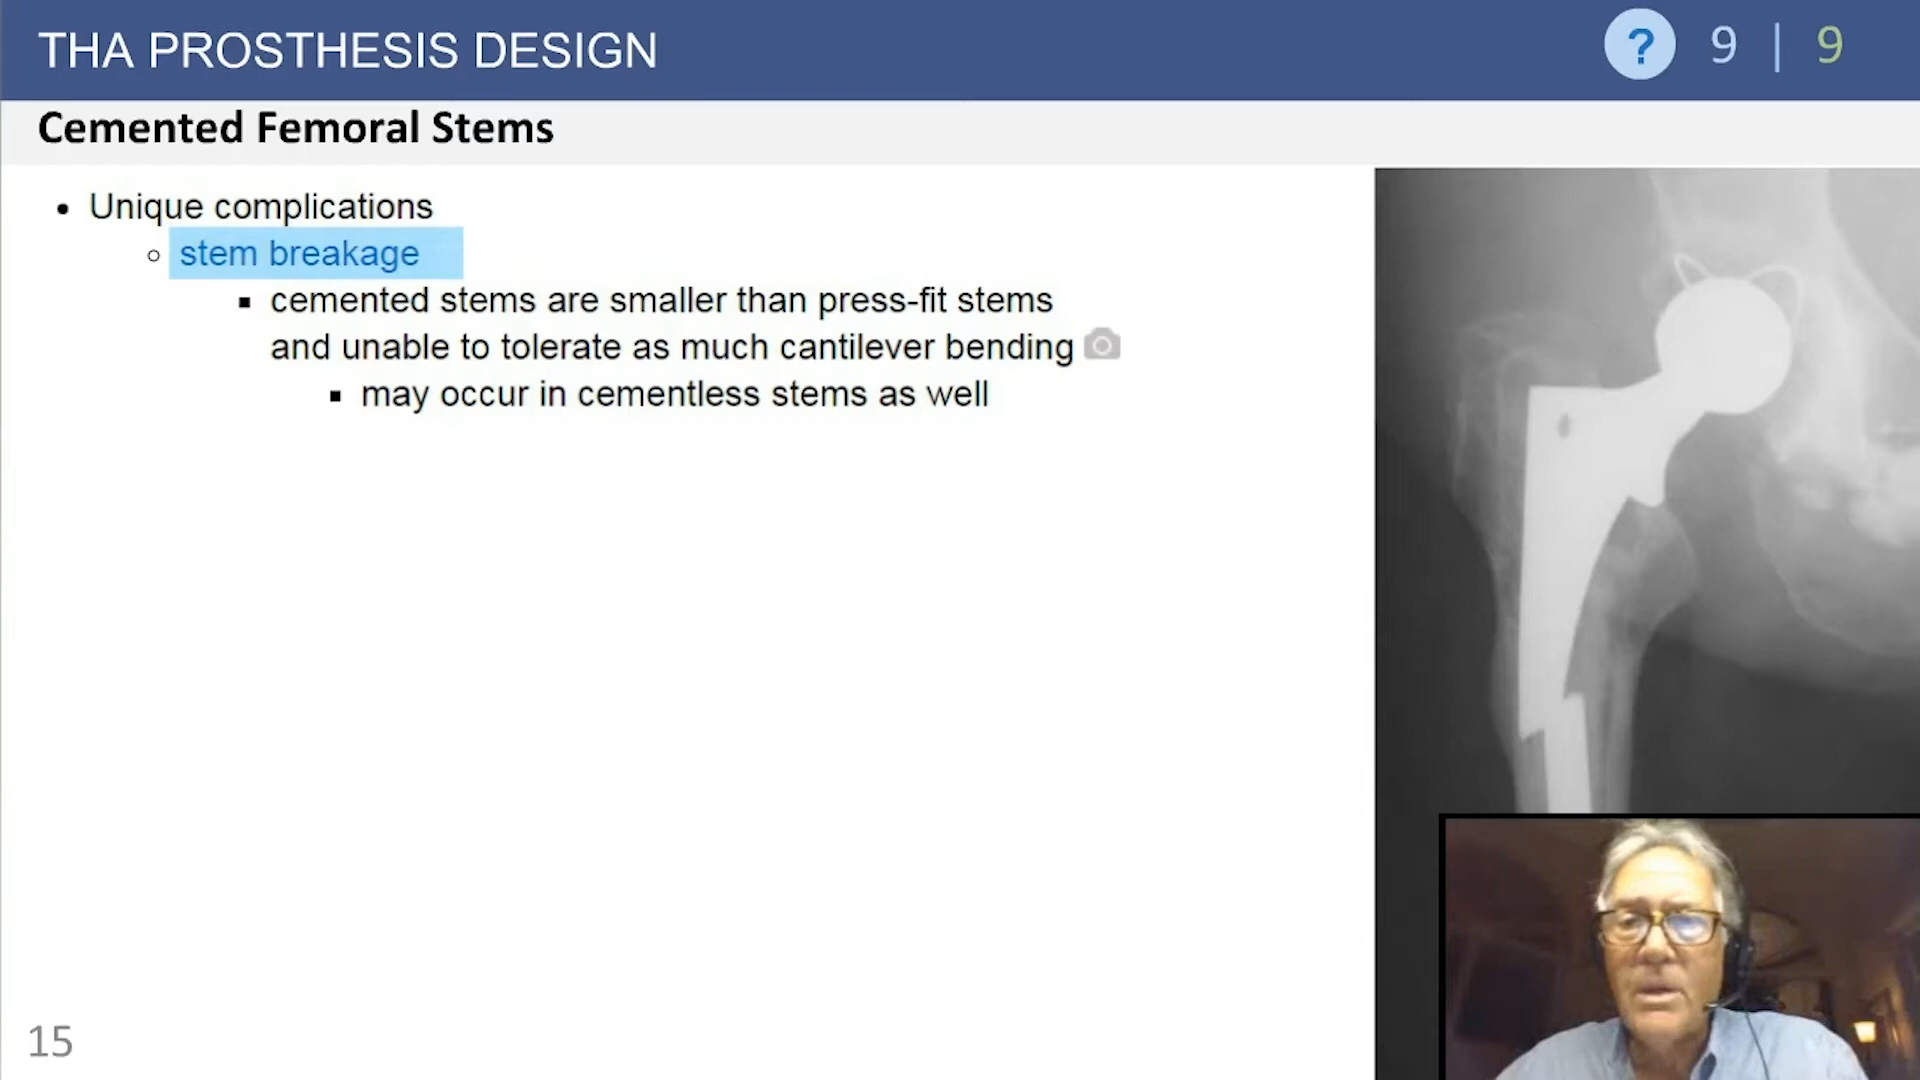 THA PROSTHESIS DESIGN
? 9 | 9
Cemented Femoral Stems
• Unique complications
○ stem breakage
▪ cemented stems are smaller than press-fit stems
and unable to tolerate as much cantilever bending
▪ may occur in cementless stems as well
15